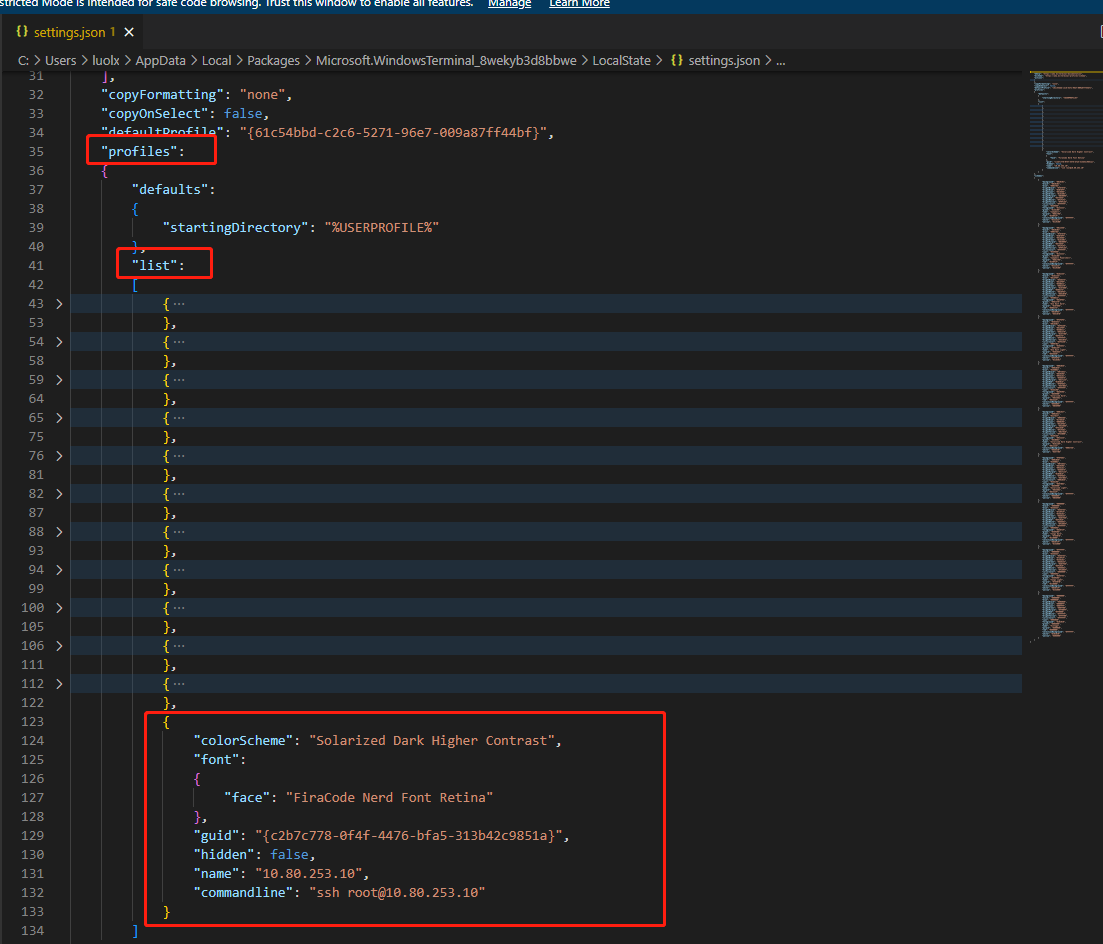 stricted Mode is intended for safe code browsing. Trust this window to enable all features. Manage Learn More
{} settings.json 1 ×
C: > Users > luolx > AppData > Local > Packages > Microsoft.WindowsTerminal_8wekyb3d8bbwe > LocalState > {} settings.json > ...
31 ],
32 "copyFormatting": "none",
33 "copyOnSelect": false,
34 "defaultProfile": "{61c54bbd-c2c6-5271-96e7-009a87ff44bf}",
35 "profiles":
36 {
37 "defaults":
38 {
39 "startingDirectory": "%USERPROFILE%"
40 },
41 "list":
42 [
43 > { ...
53 },
54 > { ...
58 },
59 > { ...
64 },
65 > { ...
75 },
76 > { ...
81 },
82 > { ...
87 },
88 > { ...
93 },
94 > { ...
99 },
100 > { ...
105 },
106 > { ...
111 },
112 > { ...
122 },
123 {
124 "colorScheme": "Solarized Dark Higher Contrast",
125 "font":
126 {
127 "face": "FiraCode Nerd Font Retina"
128 },
129 "guid": "{c2b7c778-0f4f-4476-bfa5-313b42c9851a}",
130 "hidden": false,
131 "name": "10.80.253.10",
132 "commandline": "ssh root@10.80.253.10"
133 }
134 ]